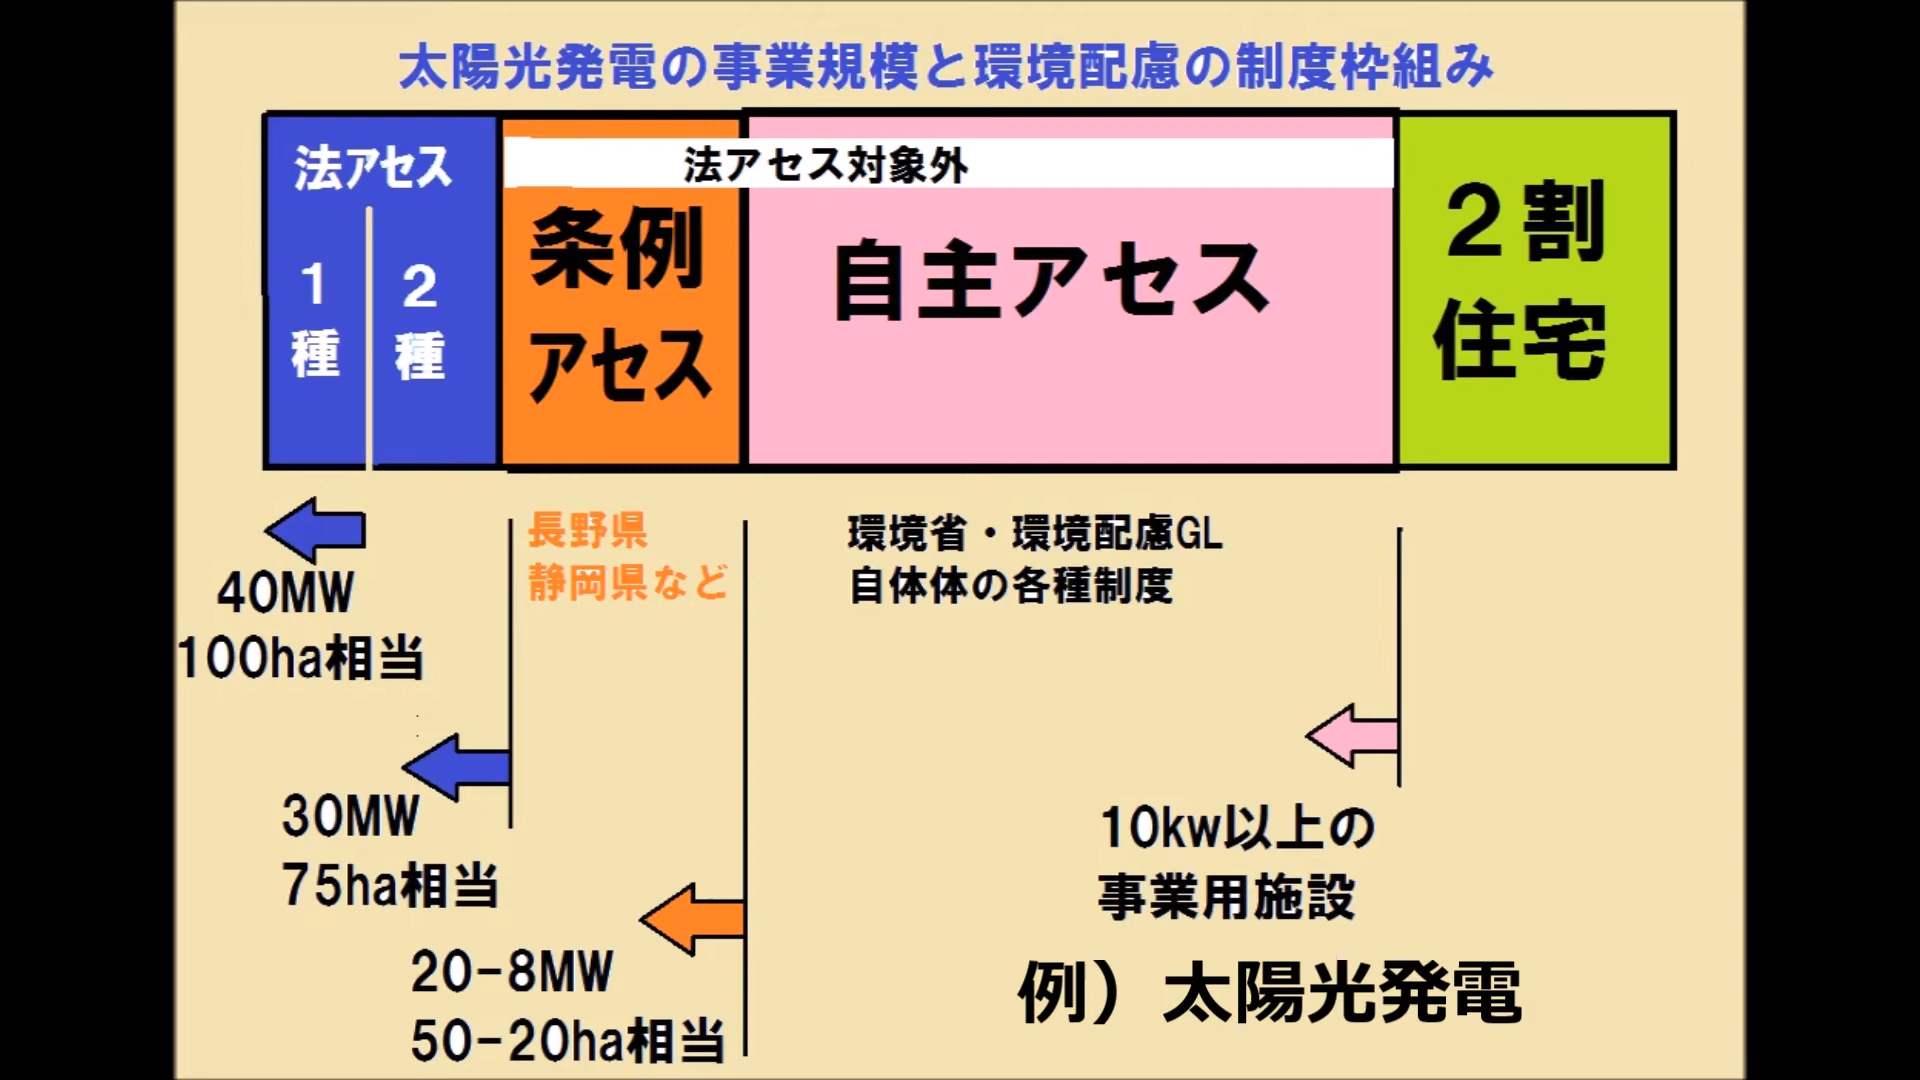 太陽光発電の事業規模と環境配慮の制度枠組み
法アセス
1種
2種
法アセス対象外
条例
アセス
自主アセス
２割
住宅
40MW
100ha相当
長野県
静岡県など
環境省・環境配慮GL
自体体の各種制度
30MW
75ha相当
20-8MW
50-20ha相当
10kw以上の
事業用施設
例）太陽光発電